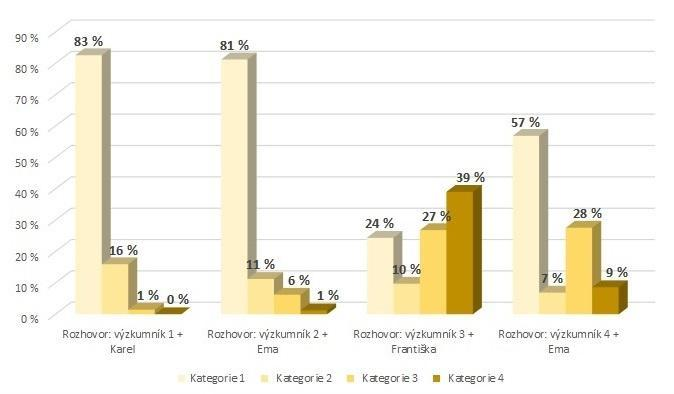 90 %
80 %
70 %
60 %
50 %
40 %
30 %
20 %
10 %
0 %
83 %
16 %
1 %
0 %
81 %
11 %
6 %
1 %
24 %
10 %
27 %
39 %
57 %
7 %
28 %
9 %
Rozhovor: výzkumník 1 +
Karel
Rozhovor: výzkumník 2 +
Ema
Rozhovor: výzkumník 3 +
Františka
Rozhovor: výzkumník 4 +
Ema
Kategorie 1 Kategorie 2 Kategorie 3 Kategorie 4